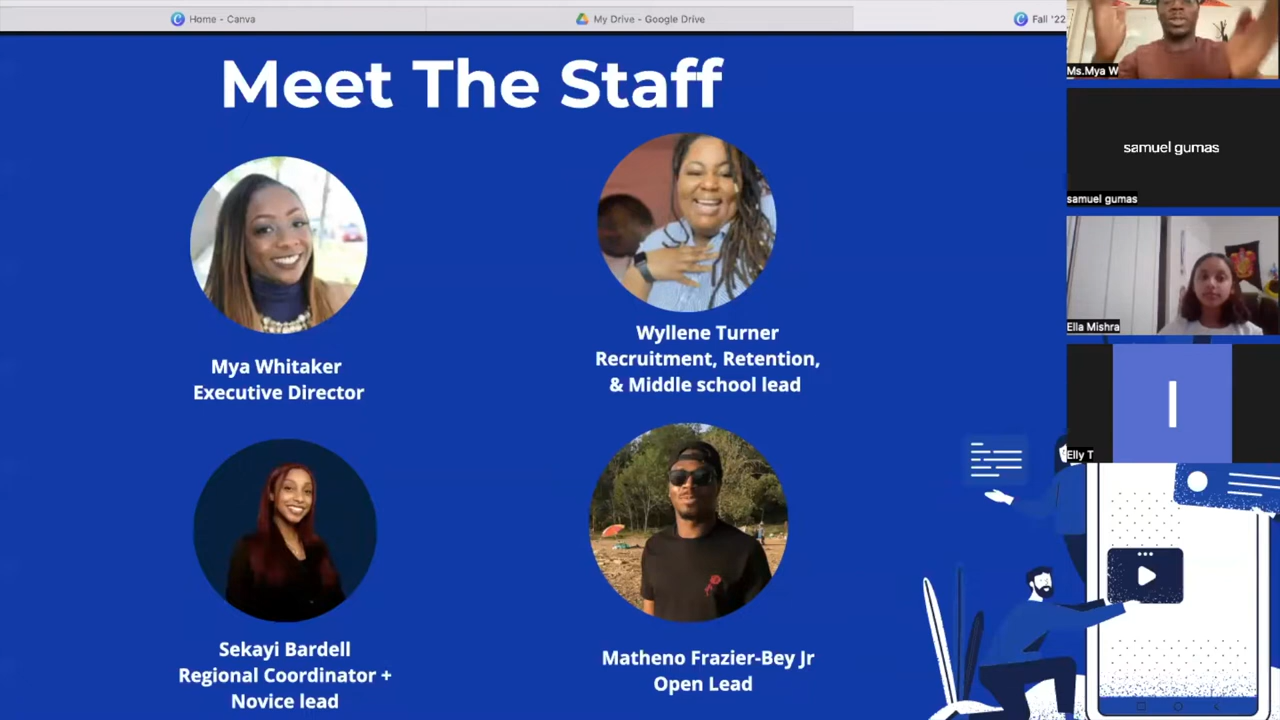 Home - Canva
My Drive - Google Drive
Fall '22
Meet The Staff
Mya Whitaker
Executive Director
Wyllene Turner
Recruitment, Retention,
& Middle school lead
Sekayi Bardell
Regional Coordinator +
Novice lead
Matheno Frazier-Bey Jr
Open Lead
Ms.Mya W
samuel gumas
samuel gumas
Ella Mishra
I
Elly T